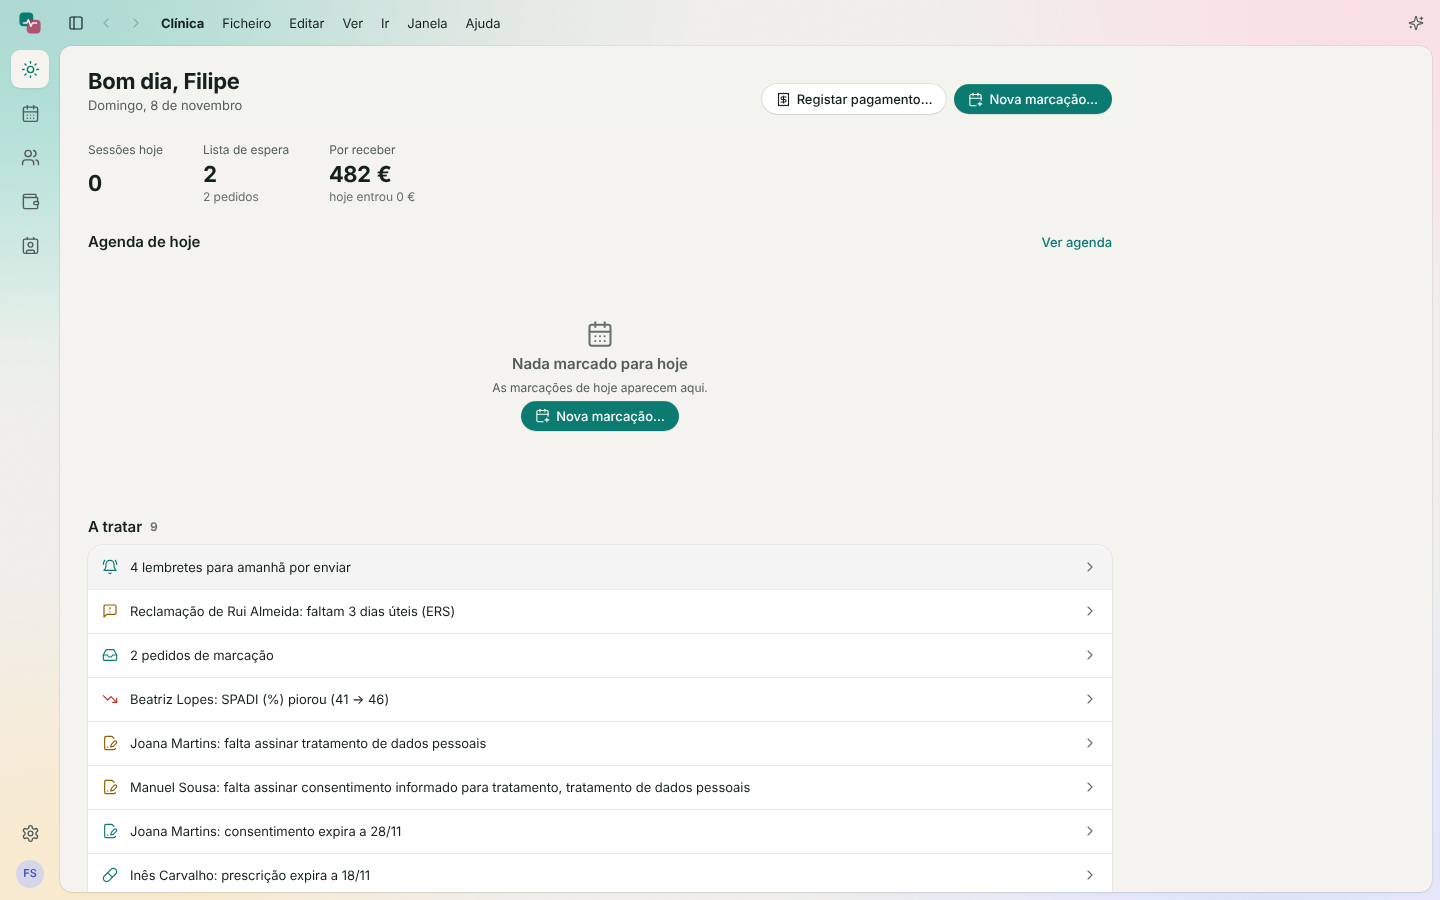 Clínica Ficheiro Editar Ver Ir Janela Ajuda
Bom dia, Filipe
Domingo, 8 de novembro
Registar pagamento...
Nova marcação...
Sessões hoje
0
Lista de espera
2
2 pedidos
Por receber
482 €
hoje entrou 0 €
Agenda de hoje
Ver agenda
Nada marcado para hoje
As marcações de hoje aparecem aqui.
Nova marcação...
A tratar 9
4 lembretes para amanhã por enviar
Reclamação de Rui Almeida: faltam 3 dias úteis (ERS)
2 pedidos de marcação
Beatriz Lopes: SPADI (%) piorou (41 → 46)
Joana Martins: falta assinar tratamento de dados pessoais
Manuel Sousa: falta assinar consentimento informado para tratamento, tratamento de dados pessoais
Joana Martins: consentimento expira a 28/11
Inês Carvalho: prescrição expira a 18/11
FS